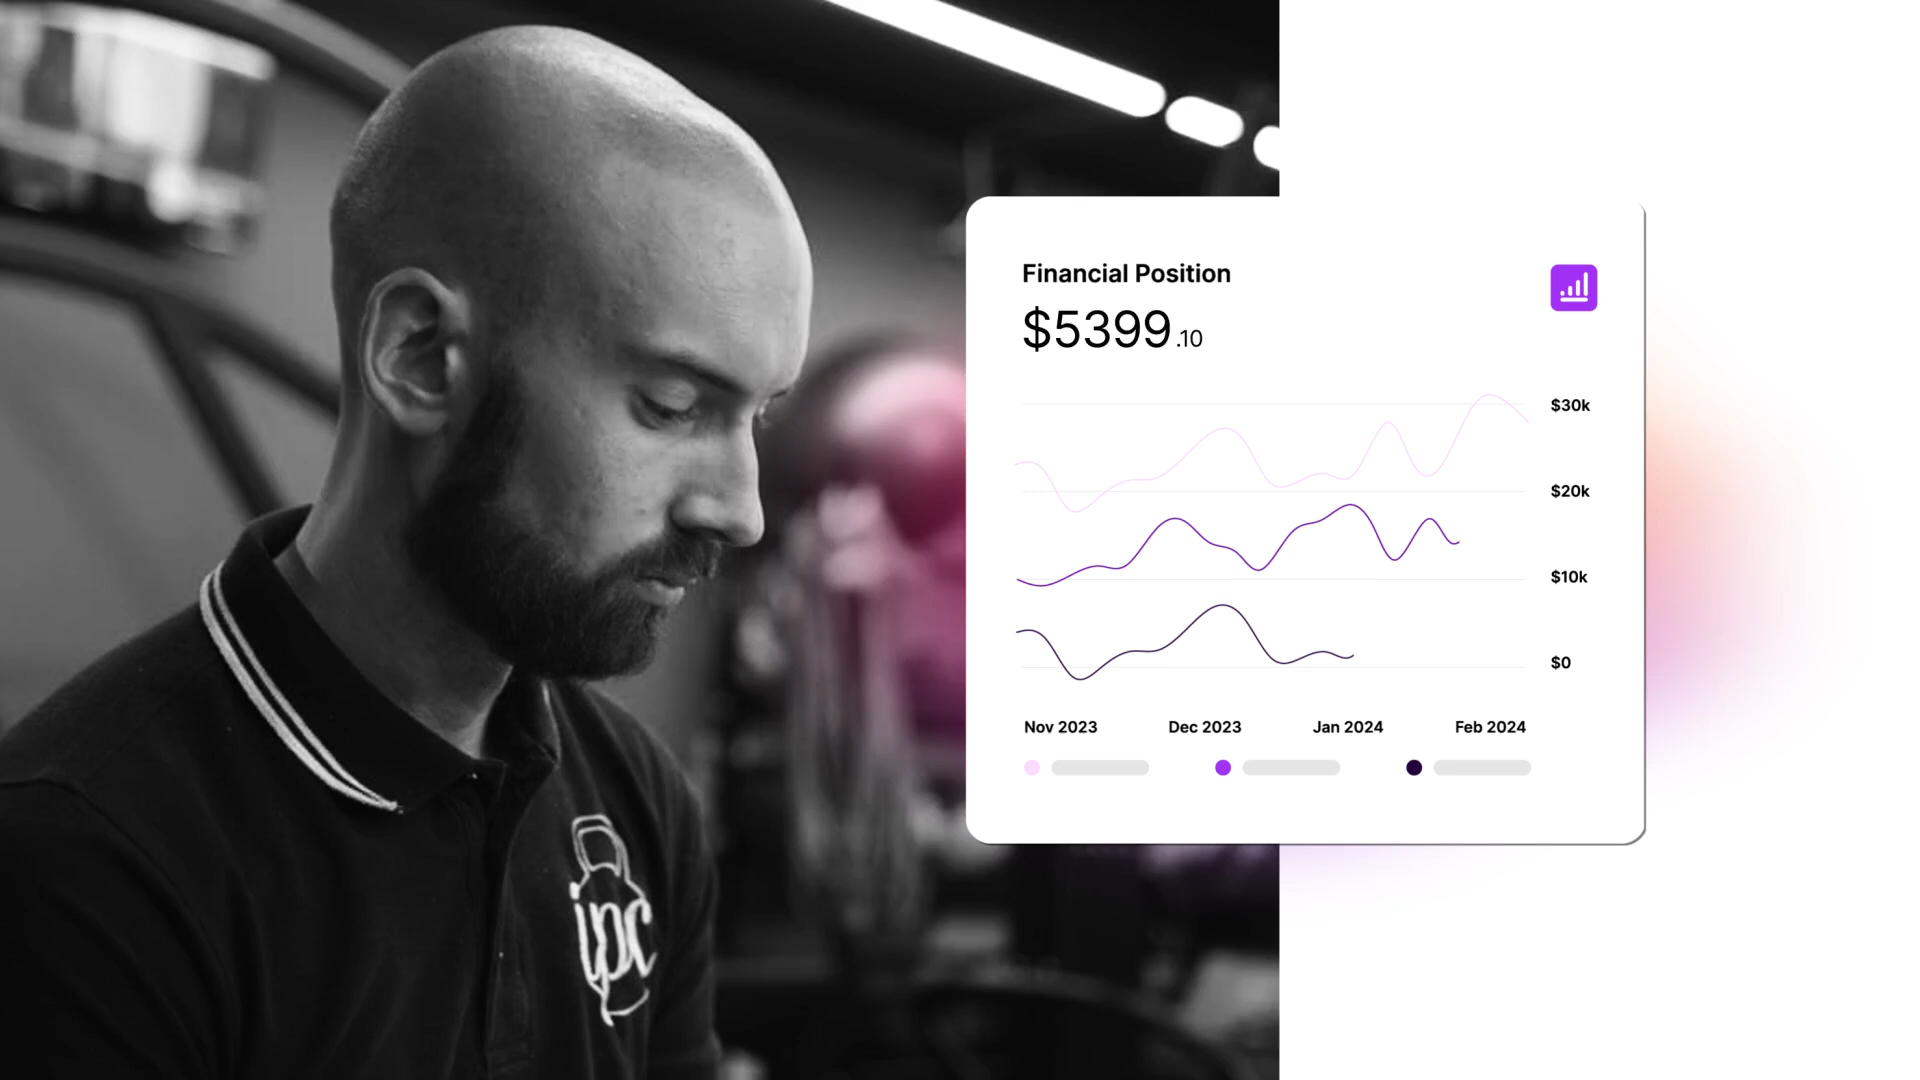 Financial Position
$5399.10
$30k
$20k
$10k
$0
Nov 2023 Dec 2023 Jan 2024 Feb 2024
ipc